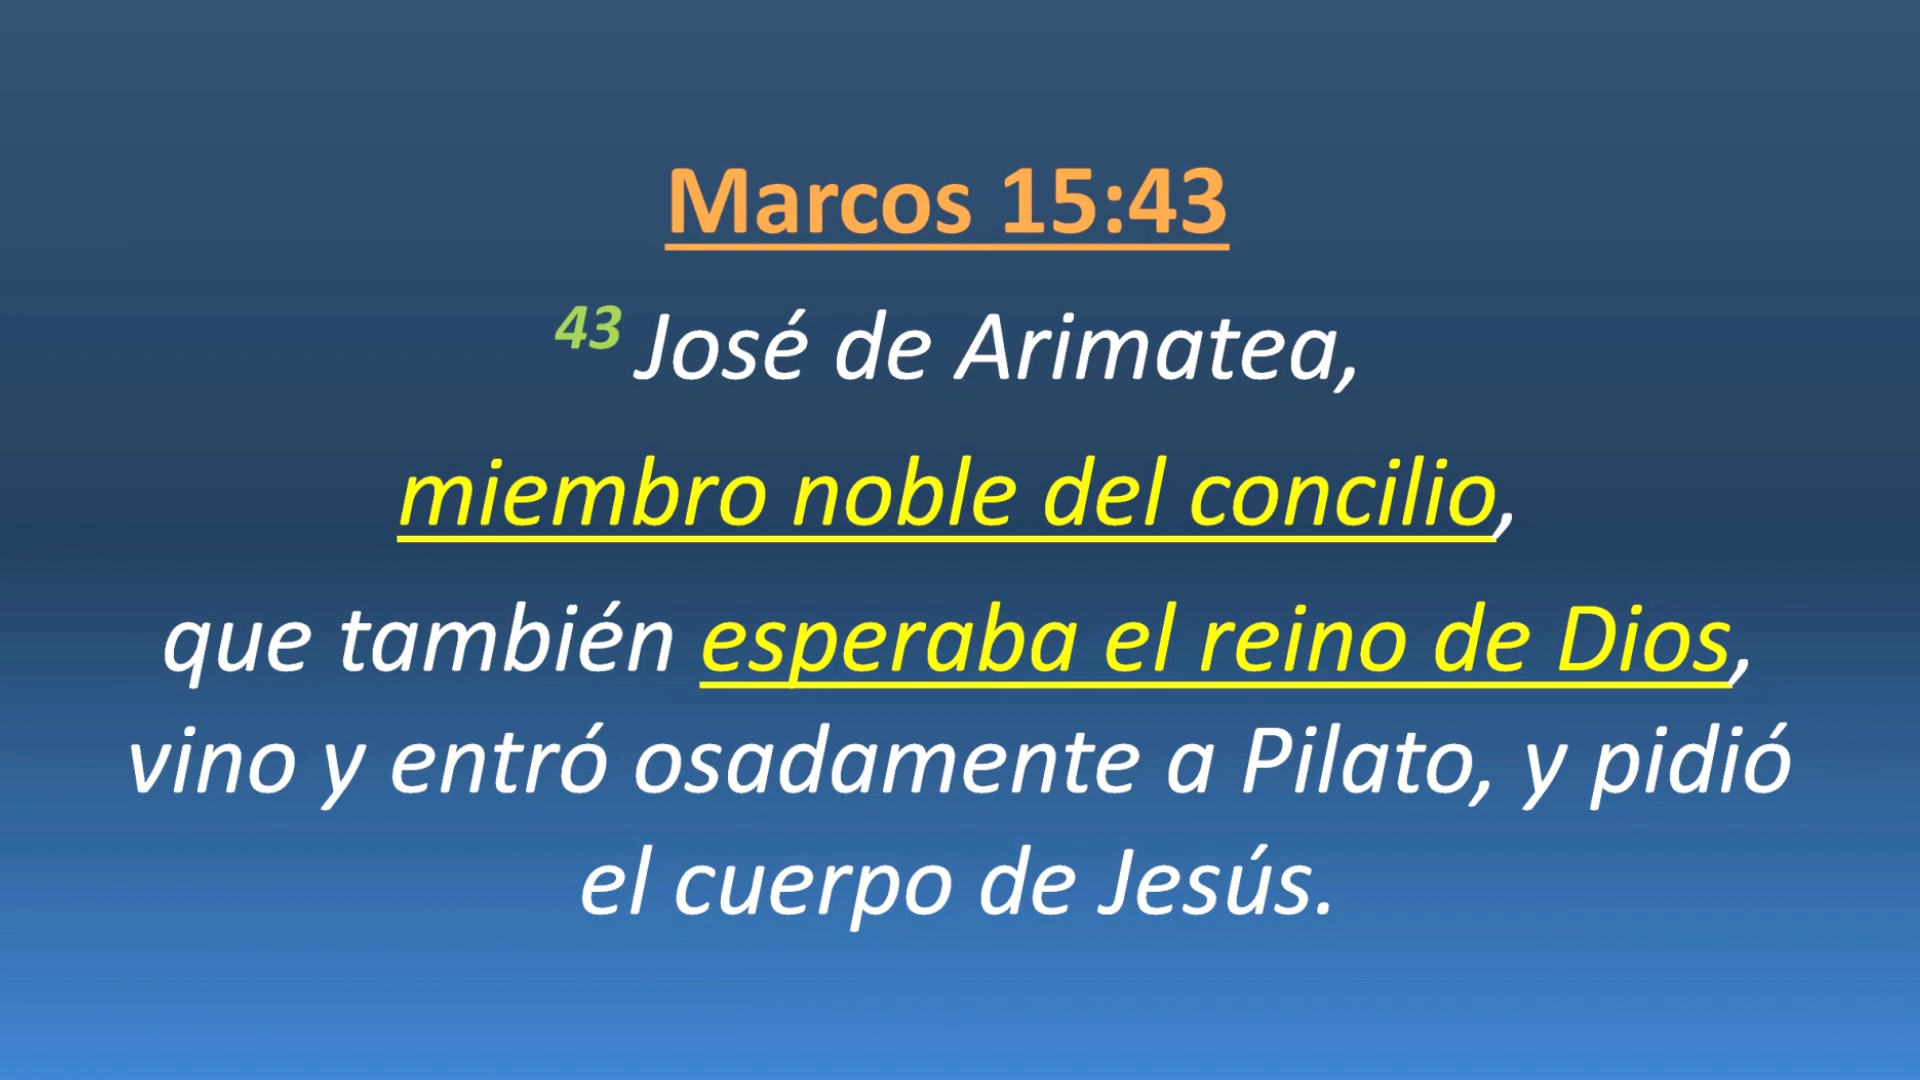 Marcos 15:43
43 José de Arimatea,
miembro noble del concilio,
que también esperaba el reino de Dios,
vino y entró osadamente a Pilato, y pidió
el cuerpo de Jesús.